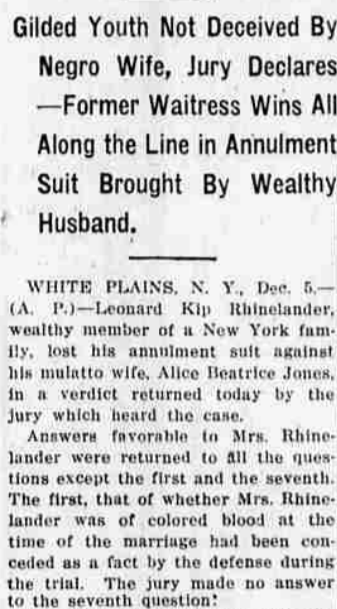 Gilded Youth Not Deceived By
Negro Wife, Jury Declares
—Former Waitress Wins All
Along the Line in Annulment
Suit Brought By Wealthy
Husband.
WHITE PLAINS, N. Y., Dec. 5.—
(A. P.)—Leonard Kip Rhinelander,
wealthy member of a New York fam-
ily, lost his annulment suit against
his mulatto wife, Alice Beatrice Jones,
in a verdict returned today by the
jury which heard the case.
Answers favorable to Mrs. Rhine-
lander were returned to all the ques-
tions except the first and the seventh.
The first, that of whether Mrs. Rhine-
lander was of colored blood at the
time of the marriage had been con-
ceded as a fact by the defense during
the trial. The jury made no answer
to the seventh question: